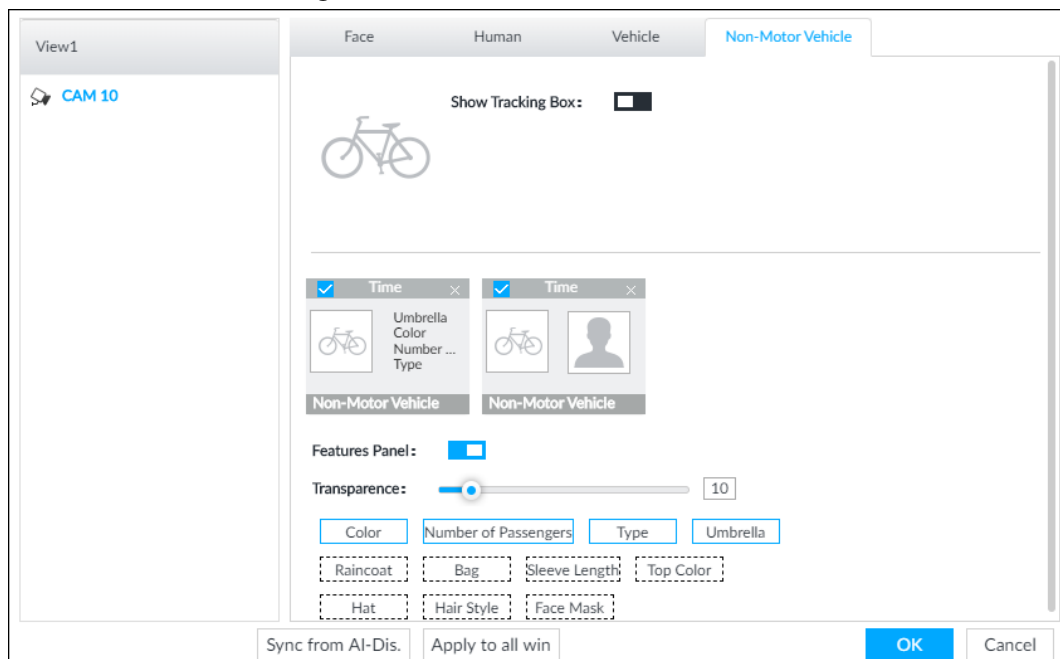 View1
Face Human Vehicle Non-Motor Vehicle
CAM 10
Show Tracking Box:
Time × Time ×
Umbrella
Color
Number ...
Type
Non-Motor Vehicle Non-Motor Vehicle
Features Panel:
Transparence: 10
Color Number of Passengers Type Umbrella
Raincoat Bag Sleeve Length Top Color
Hat Hair Style Face Mask
Sync from AI-Dis. Apply to all win OK Cancel